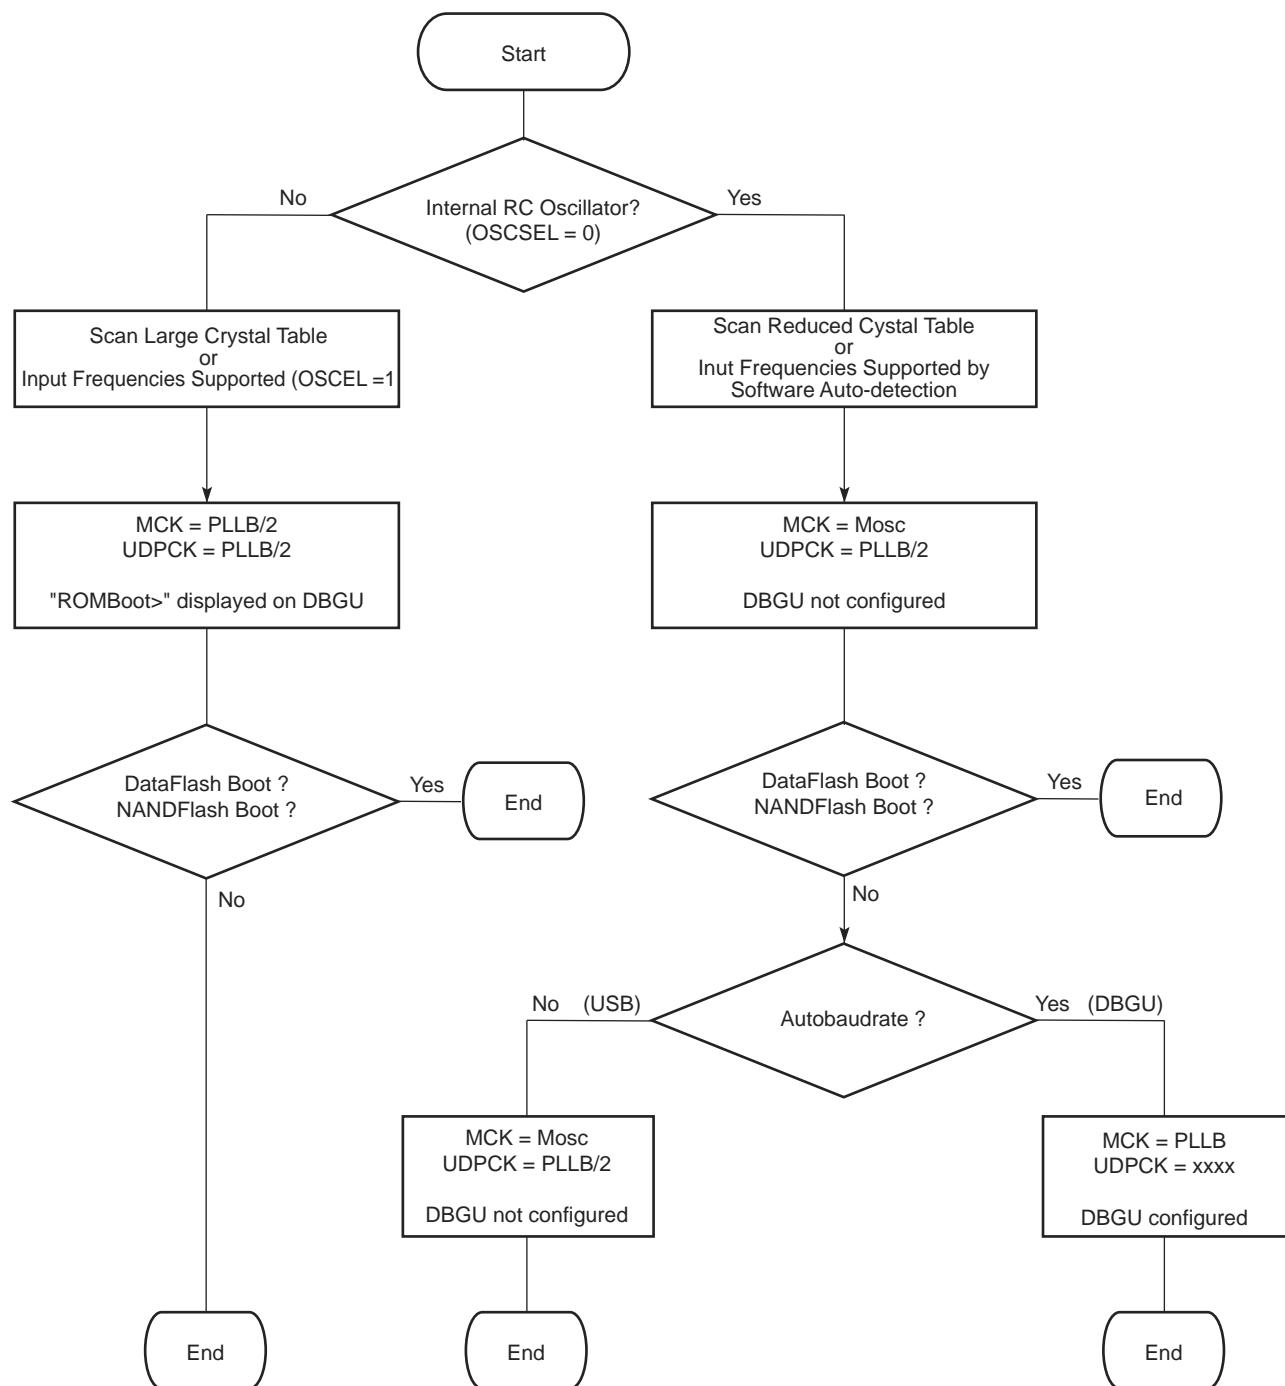 Start
No
Yes
Internal RC Oscillator?
(OSCSEL = 0)
Scan Large Crystal Table
or
Input Frequencies Supported (OSCEL =1
Scan Reduced Cystal Table
or
Inut Frequencies Supported by
Software Auto-detection
MCK = PLLB/2
UDPCK = PLLB/2
"ROMBoot>" displayed on DBGU
MCK = Mosc
UDPCK = PLLB/2
DBGU not configured
DataFlash Boot ?
NANDFlash Boot ?
Yes
End
No
DataFlash Boot ?
NANDFlash Boot ?
Yes
End
No
No (USB)
Autobaudrate ?
Yes (DBGU)
MCK = Mosc
UDPCK = PLLB/2
DBGU not configured
MCK = PLLB
UDPCK = xxxx
DBGU configured
End
End
End